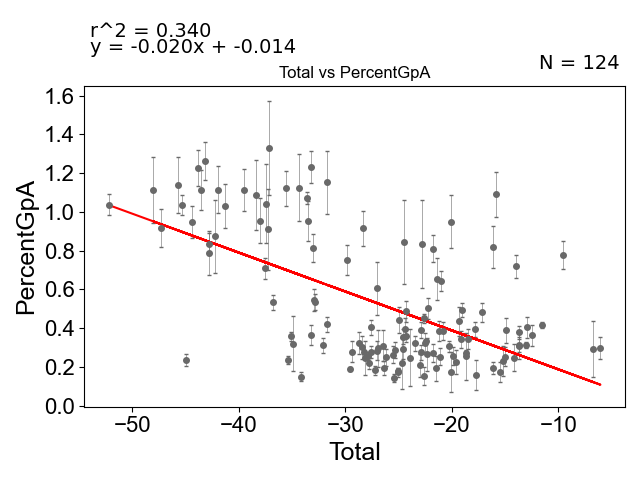 r^2 = 0.340
y = -0.020x + -0.014
N = 124
Total vs PercentGpA
1.6
1.4
1.2
1.0
0.8
0.6
0.4
0.2
0.0
PercentGpA
−50 −40 −30 −20 −10
Total